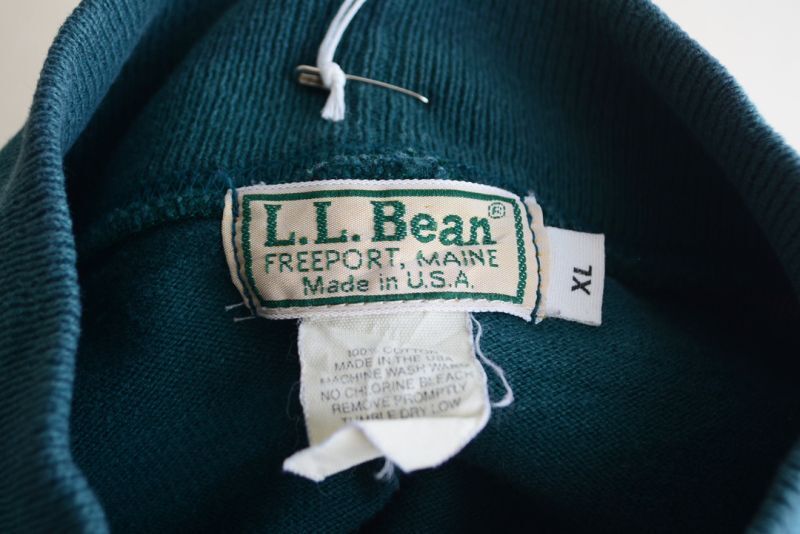 L.L.Bean®
FREEPORT, MAINE
Made in U.S.A.
XL
100% COTTON
MADE IN THE USA
MACHINE WASH WARM
NO CHLORINE BLEACH
REMOVE PROMPTLY
TUMBLE DRY LOW